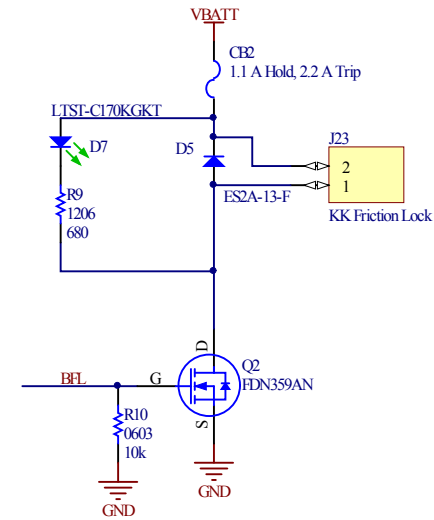 VBATT
CB2
1.1 A Hold, 2.2 A Trip
LTST-C170KGKT
D7
D5
J23
2
1
R9
1206
680
ES2A-13-F
KK Friction Lock
D
Q2
BFL
G
FDN359AN
S
R10
0603
10k
GND
GND